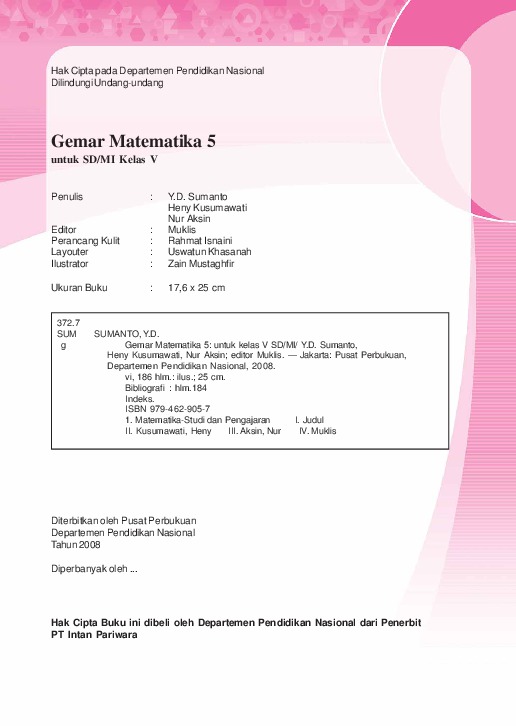 Hak Cipta pada Departemen Pendidikan Nasional
Dilindungi Undang-undang
Gemar Matematika 5
untuk SD/MI Kelas V
Penulis : Y.D. Sumanto
Heny Kusumawati
Nur Aksin
Editor : Muklis
Perancang Kulit : Rahmat Isnaini
Layouter : Uswatun Khasanah
Ilustrator : Zain Mustaghfir
Ukuran Buku : 17,6 x 25 cm
372.7
SUM SUMANTO, Y.D.
g Gemar Matematika 5: untuk kelas V SD/MI/ Y.D. Sumanto,
Heny Kusumawati, Nur Aksin; editor Muklis. — Jakarta: Pusat Perbukuan,
Departemen Pendidikan Nasional, 2008.
vi, 186 hlm.: ilus.; 25 cm.
Bibliografi : hlm.184
Indeks.
ISBN 979-462-905-7
1. Matematika-Studi dan Pengajaran I. Judul
II. Kusumawati, Heny III. Aksin, Nur IV. Muklis
Diterbitkan oleh Pusat Perbukuan
Departemen Pendidikan Nasional
Tahun 2008
Diperbanyak oleh ...
Hak Cipta Buku ini dibeli oleh Departemen Pendidikan Nasional dari Penerbit
PT Intan Pariwara